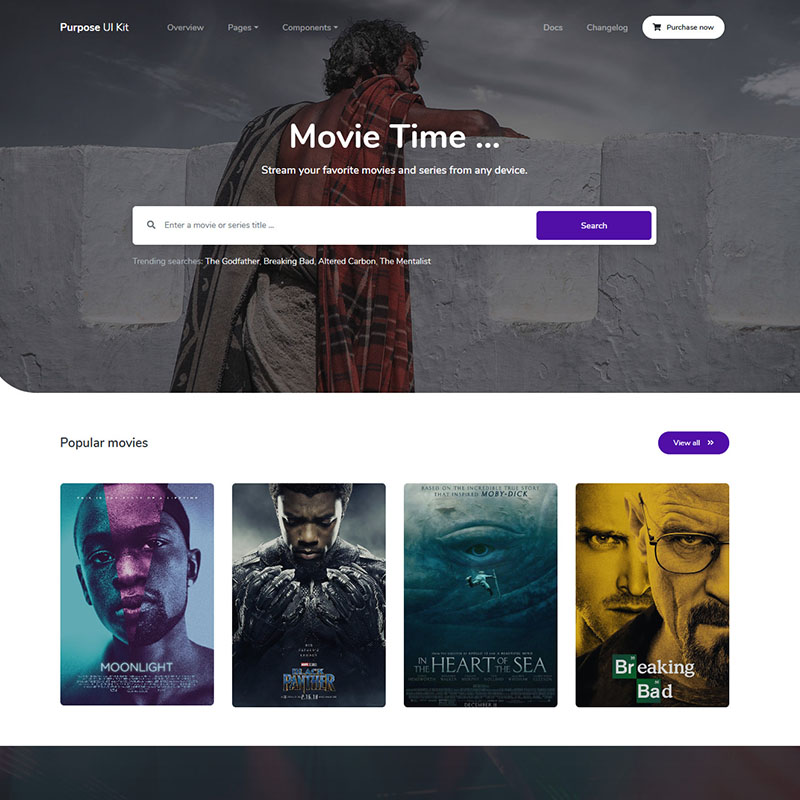 Purpose UI Kit Overview Pages Components Docs Changelog Purchase now
Movie Time ...
Stream your favorite movies and series from any device.
Enter a movie or series title ... Search
Trending searches: The Godfather, Breaking Bad, Altered Carbon, The Mentalist
Popular movies View all »
THIS IS THE STORY OF A LIFETIME
MOONLIGHT
MARVEL STUDIOS
BLACK
PANTHER
2.16.18
BASED ON THE INCREDIBLE TRUE STORY
THAT INSPIRED MOBY-DICK
IN THE HEART OF THE SEA
DECEMBER 11
Breaking
Bad